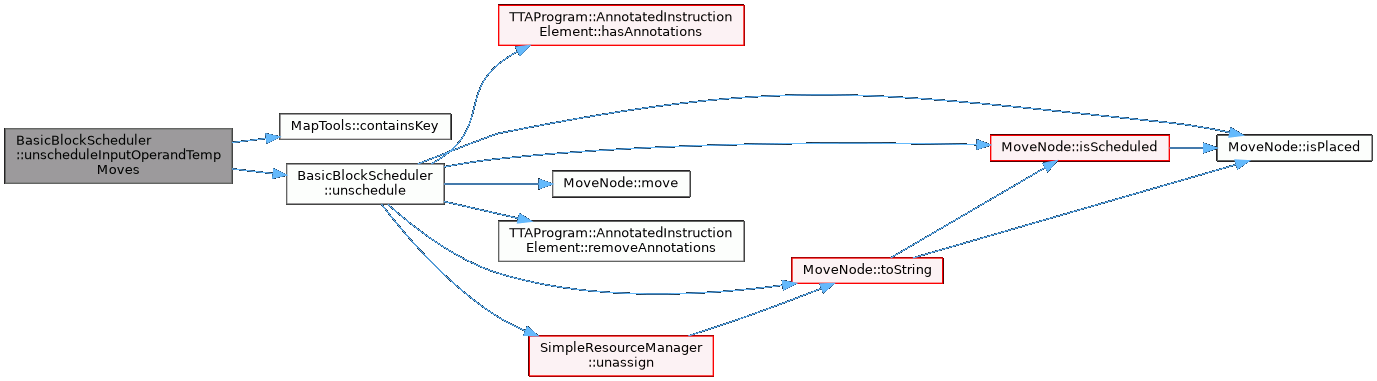 BasicBlockScheduler
::unscheduleInputOperandTemp
Moves
MapTools::containsKey
BasicBlockScheduler
::unschedule
TTAProgram::AnnotatedInstruction
Element::hasAnnotations
MoveNode::move
TTAProgram::AnnotatedInstruction
Element::removeAnnotations
SimpleResourceManager
::unassign
MoveNode::toString
MoveNode::isScheduled
MoveNode::isPlaced